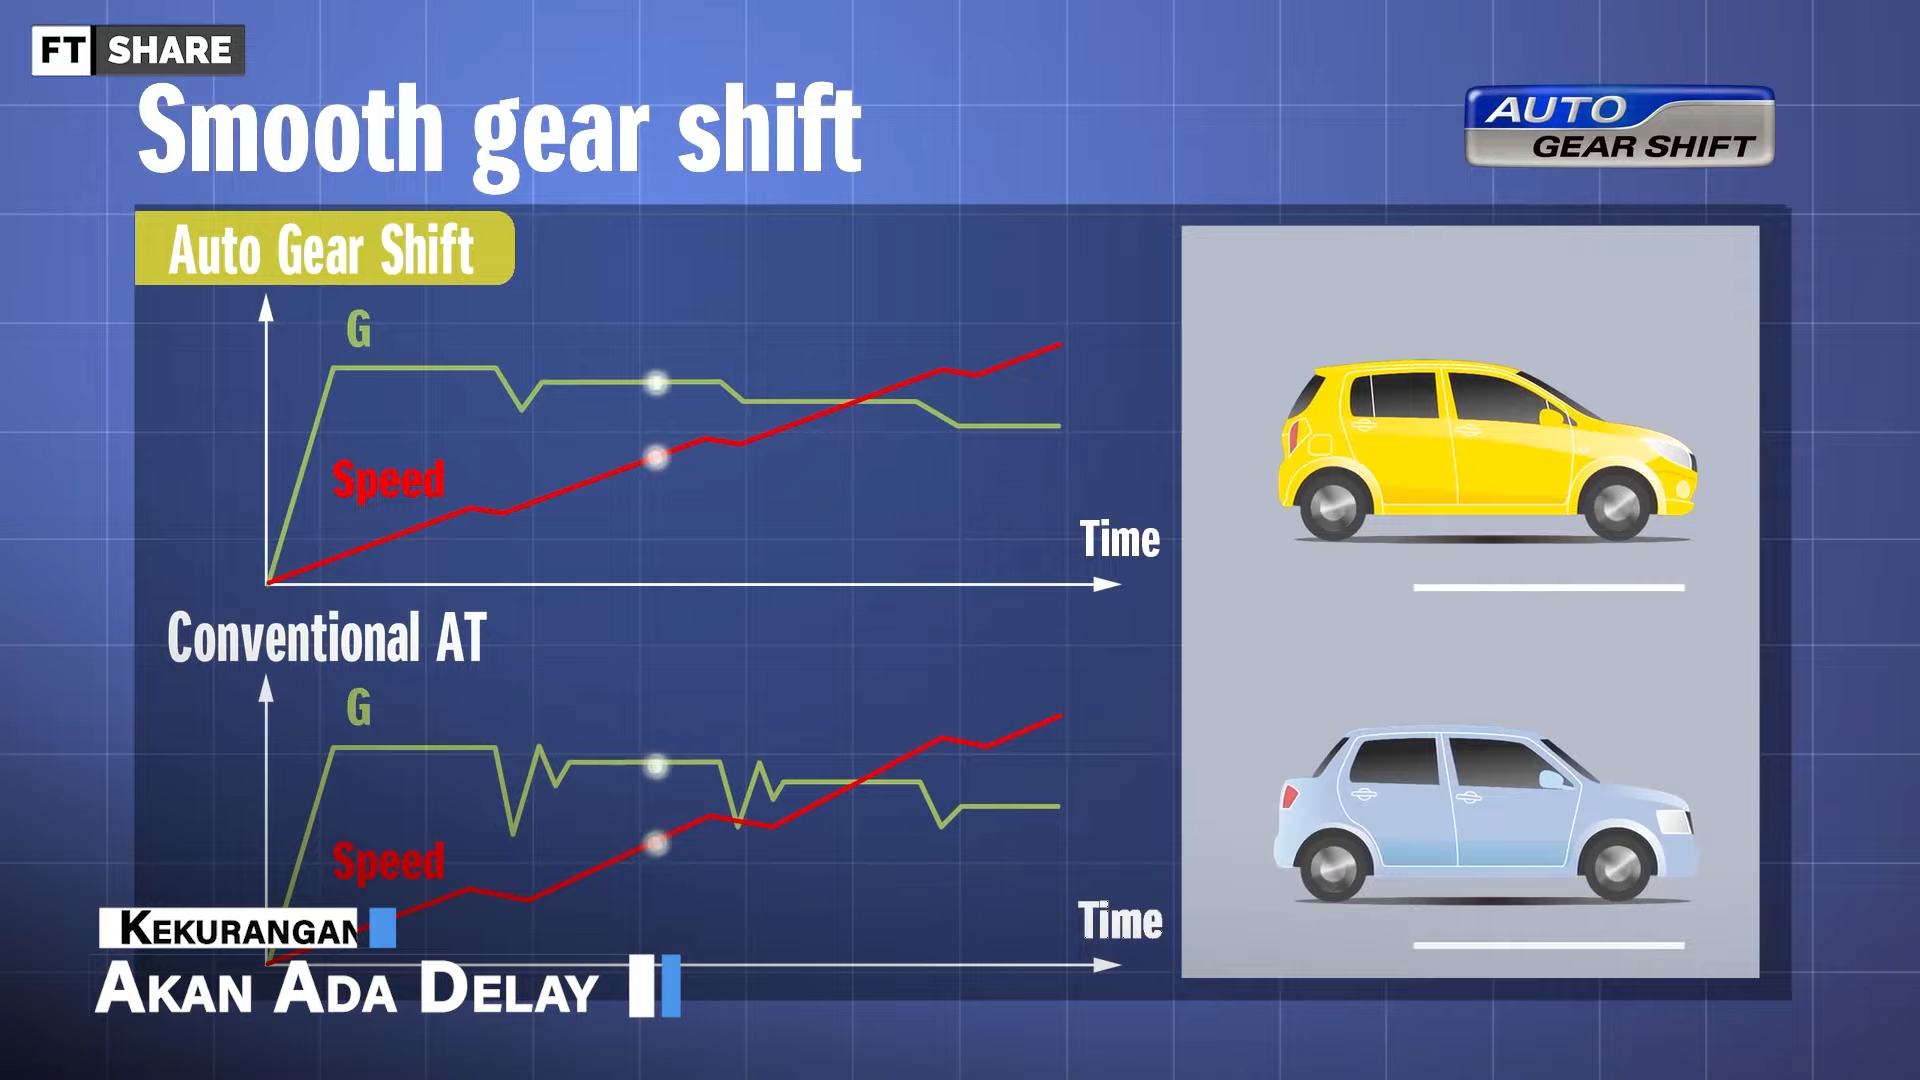 FT SHARE
Smooth gear shift
AUTO
GEAR SHIFT
Auto Gear Shift
G
Speed
Time
Conventional AT
G
Speed
Time
KEKURANGAN
AKAN ADA DELAY